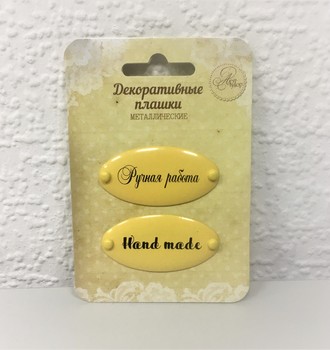 Декоративные
плашки
МЕТАЛЛИЧЕСКИЕ
Ручная работа
Hand made